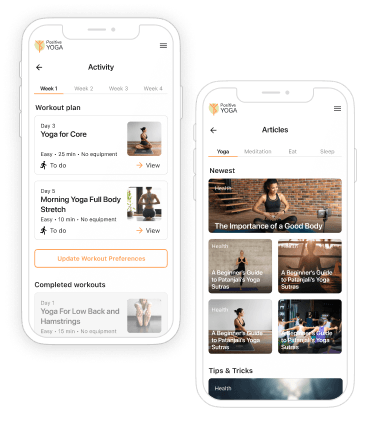 Positive
YOGA
Activity
Week 1
Week 2
Week 3
Week 4
Workout plan
Day 3
Yoga for Core
Easy • 25 min • No equipment
To do
View
Day 5
Morning Yoga Full Body
Stretch
Easy • 10 min • No equipment
To do
View
Update Workout Preferences
Completed workouts
Day 1
Yoga For Low Back and
Hamstrings
Easy • 15 min • No equipment
Positive
YOGA
Articles
Yoga
Meditation
Eat
Sleep
Newest
Health
The Importance of a Good Body
Health
A Beginner's Guide
to Patanjali's Yoga
Sutras
Health
A Beginner's Guide
to Patanjali's Yoga
Sutras
Health
A Beginner's Guide
to Patanjali's Yoga
Sutras
Health
A Beginner's Guide
to Patanjali's Yoga
Sutras
Tips & Tricks
Health